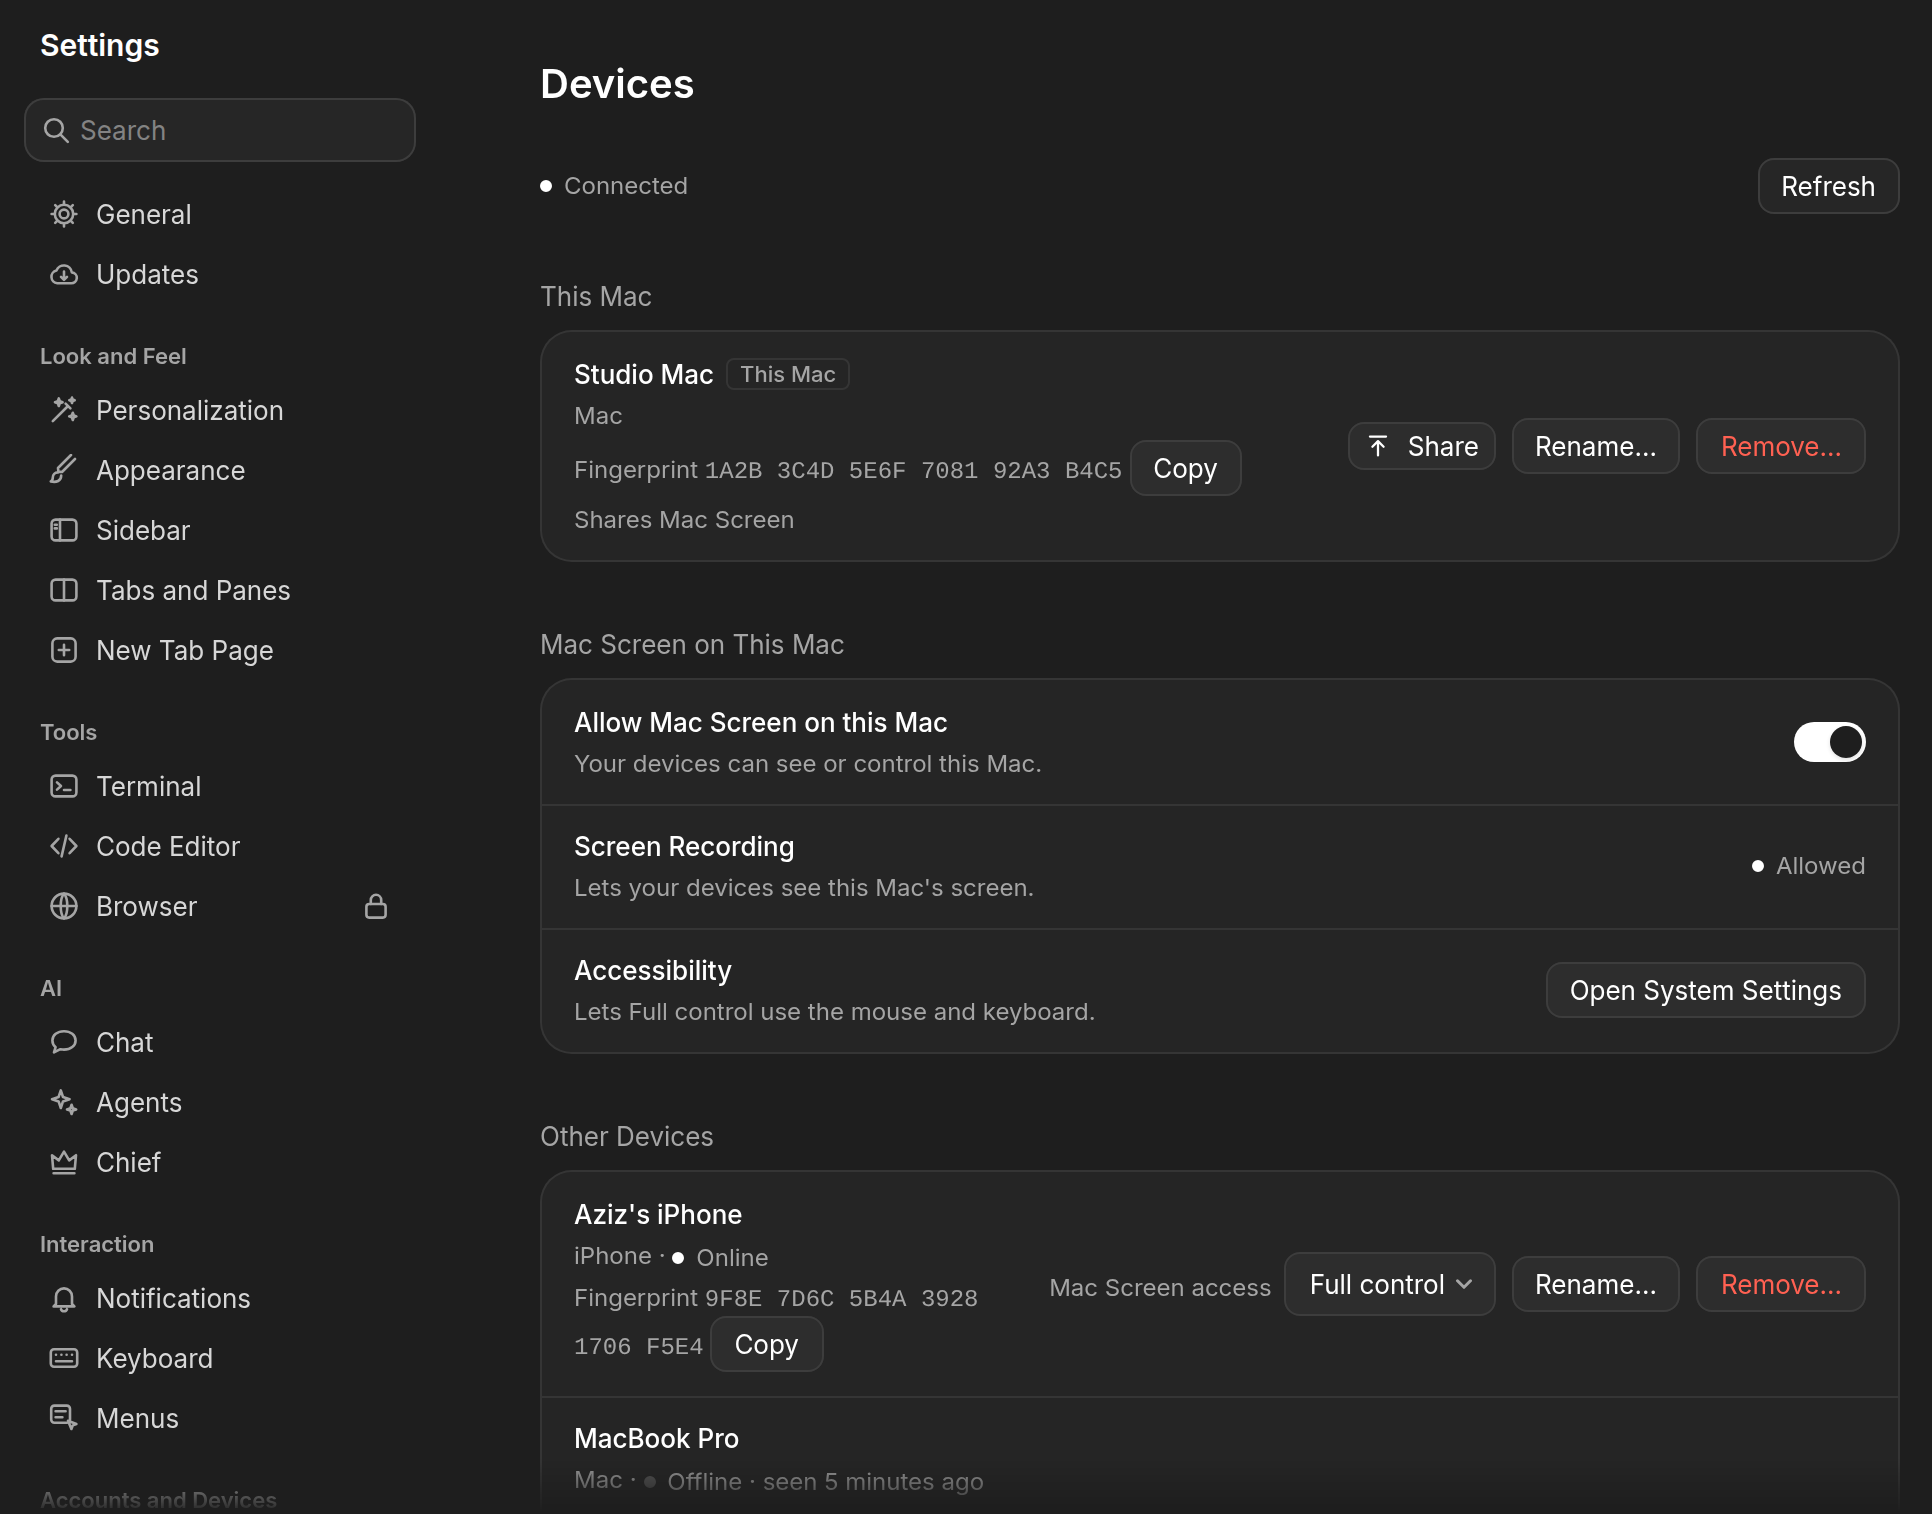 Settings
Search
General
Updates
Look and Feel
Personalization
Appearance
Sidebar
Tabs and Panes
New Tab Page
Tools
Terminal
Code Editor
Browser
AI
Chat
Agents
Chief
Interaction
Notifications
Keyboard
Menus
Accounts and Devices
Devices
Connected
Refresh
This Mac
Studio Mac This Mac
Mac
Fingerprint 1A2B 3C4D 5E6F 7081 92A3 B4C5 Copy
Shares Mac Screen
Share Rename... Remove...
Mac Screen on This Mac
Allow Mac Screen on this Mac
Your devices can see or control this Mac.
Screen Recording
Lets your devices see this Mac's screen.
Allowed
Accessibility
Lets Full control use the mouse and keyboard.
Open System Settings
Other Devices
Aziz's iPhone
iPhone · Online
Fingerprint 9F8E 7D6C 5B4A 3928
1706 F5E4 Copy
Mac Screen access Full control Rename... Remove...
MacBook Pro
Mac · Offline · seen 5 minutes ago